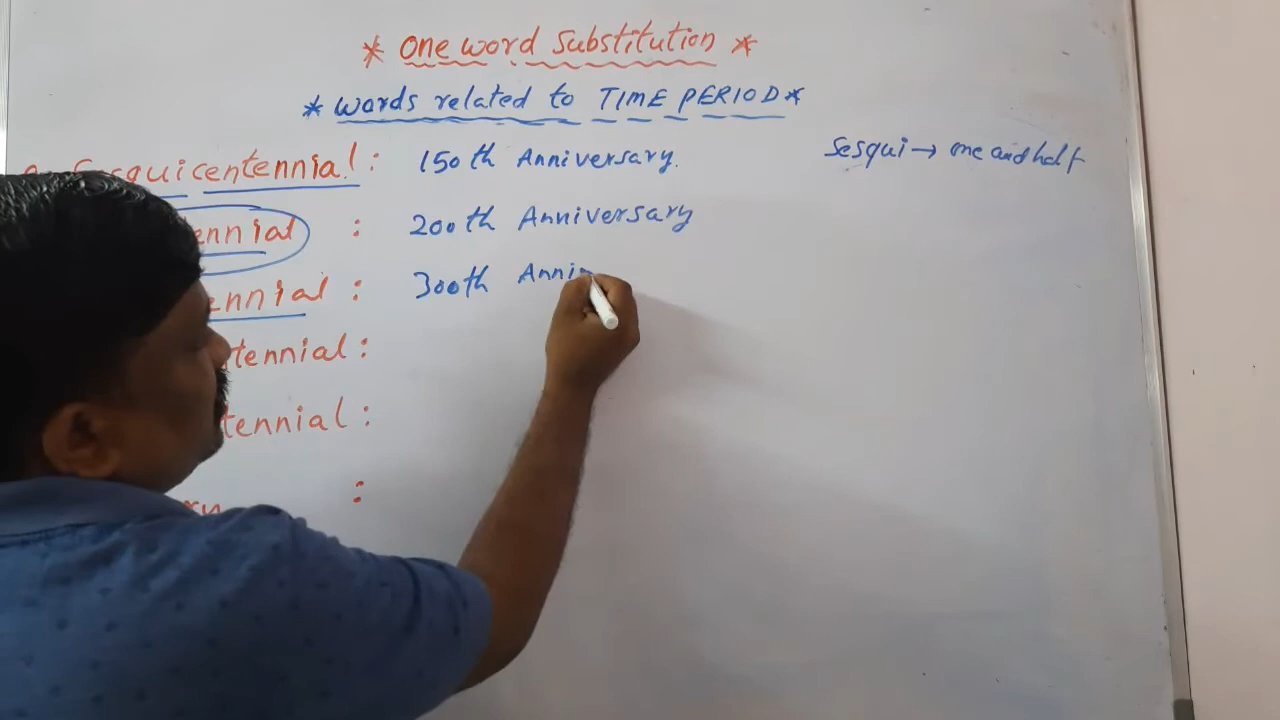 * One word Substitution *
* Words related to TIME PERIOD *
Sesquicentennial : 150th Anniversary.
Sesqui → one and half
ennial : 200th Anniversary
ennial : 300th Anni
tennial :
tennial :
: